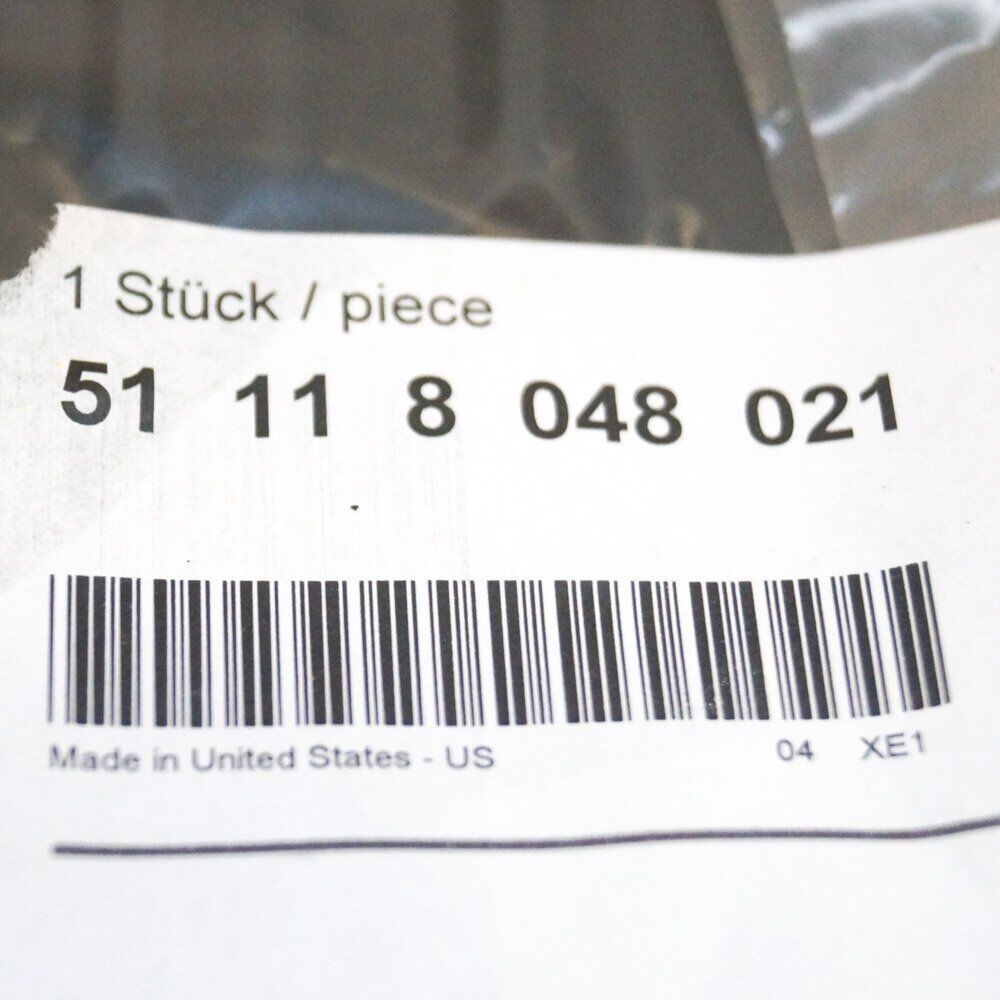 1 Stück / piece
51 11 8 048 021
Made in United States - US 04 XE1